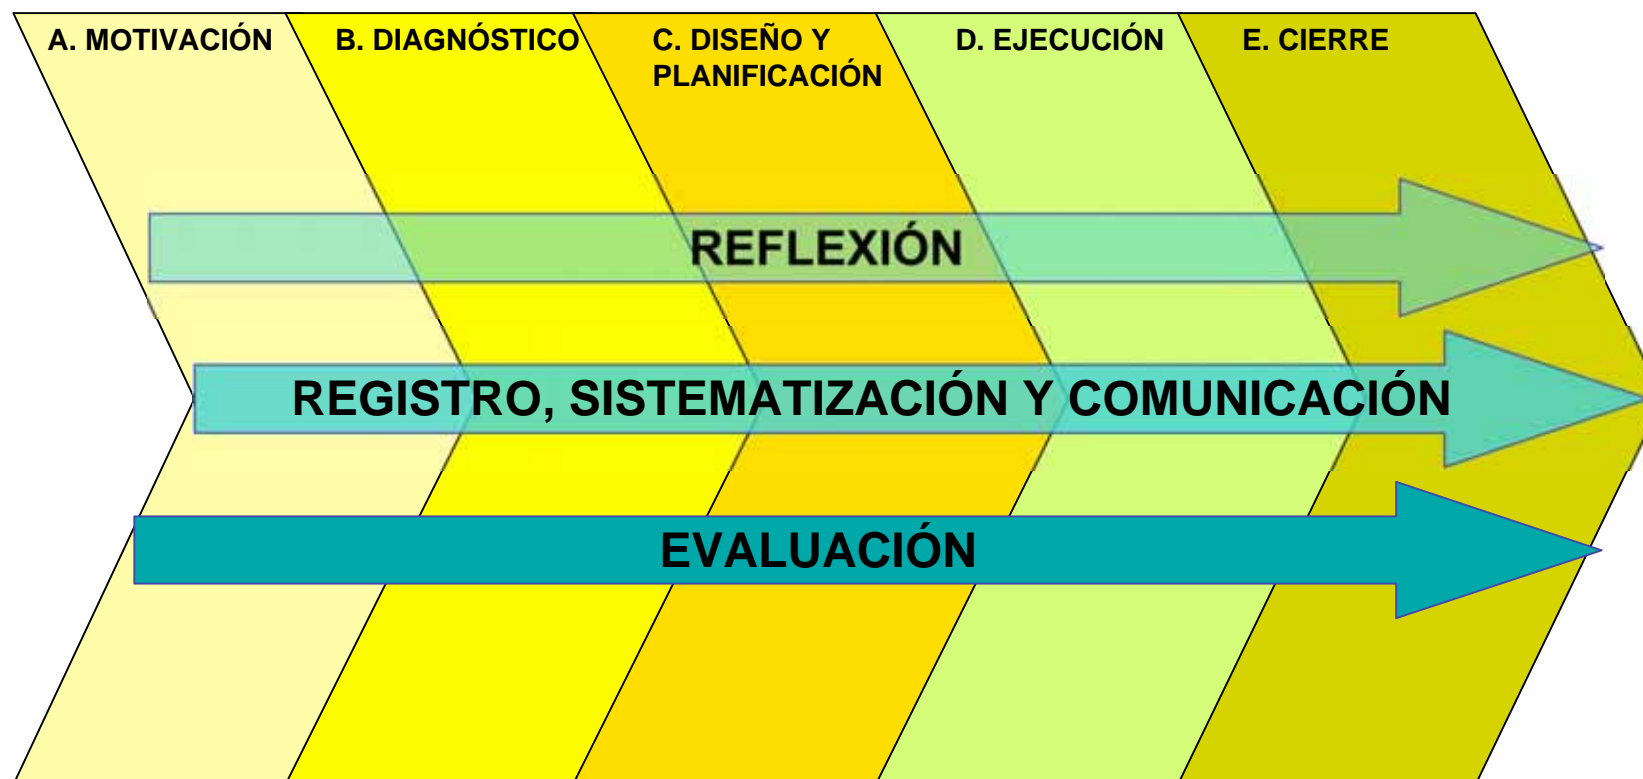 A. MOTIVACIÓN
B. DIAGNÓSTICO
C. DISEÑO Y
PLANIFICACIÓN
D. EJECUCIÓN
E. CIERRE
REFLEXIÓN
REGISTRO, SISTEMATIZACIÓN Y COMUNICACIÓN
EVALUACIÓN